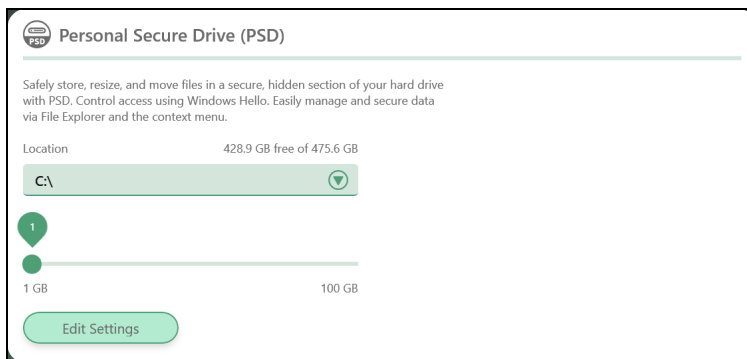 PSD
Personal Secure Drive (PSD)
Safely store, resize, and move files in a secure, hidden section of your hard drive
with PSD. Control access using Windows Hello. Easily manage and secure data
via File Explorer and the context menu.
Location 428.9 GB free of 475.6 GB
C:\
1
1 GB 100 GB
Edit Settings